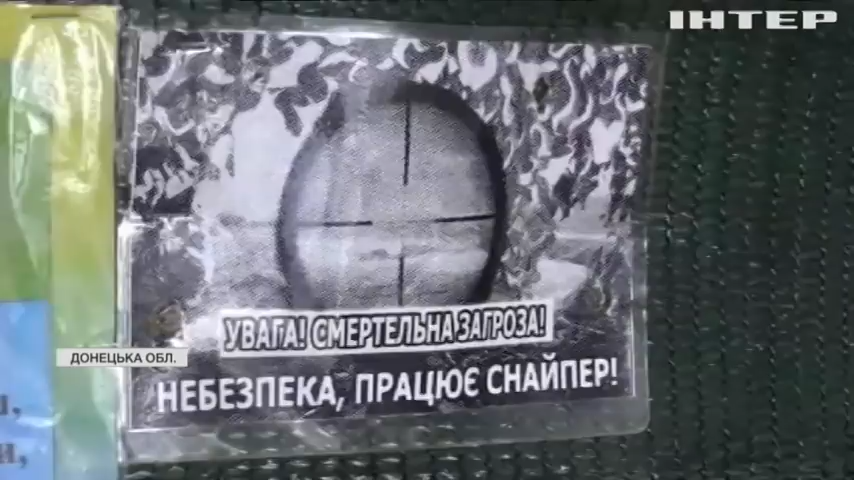 ІНТЕР
УВАГА! СМЕРТЕЛЬНА ЗАГРОЗА!
ДОНЕЦЬКА ОБЛ.
НЕБЕЗПЕКА, ПРАЦЮЄ СНАЙПЕР!